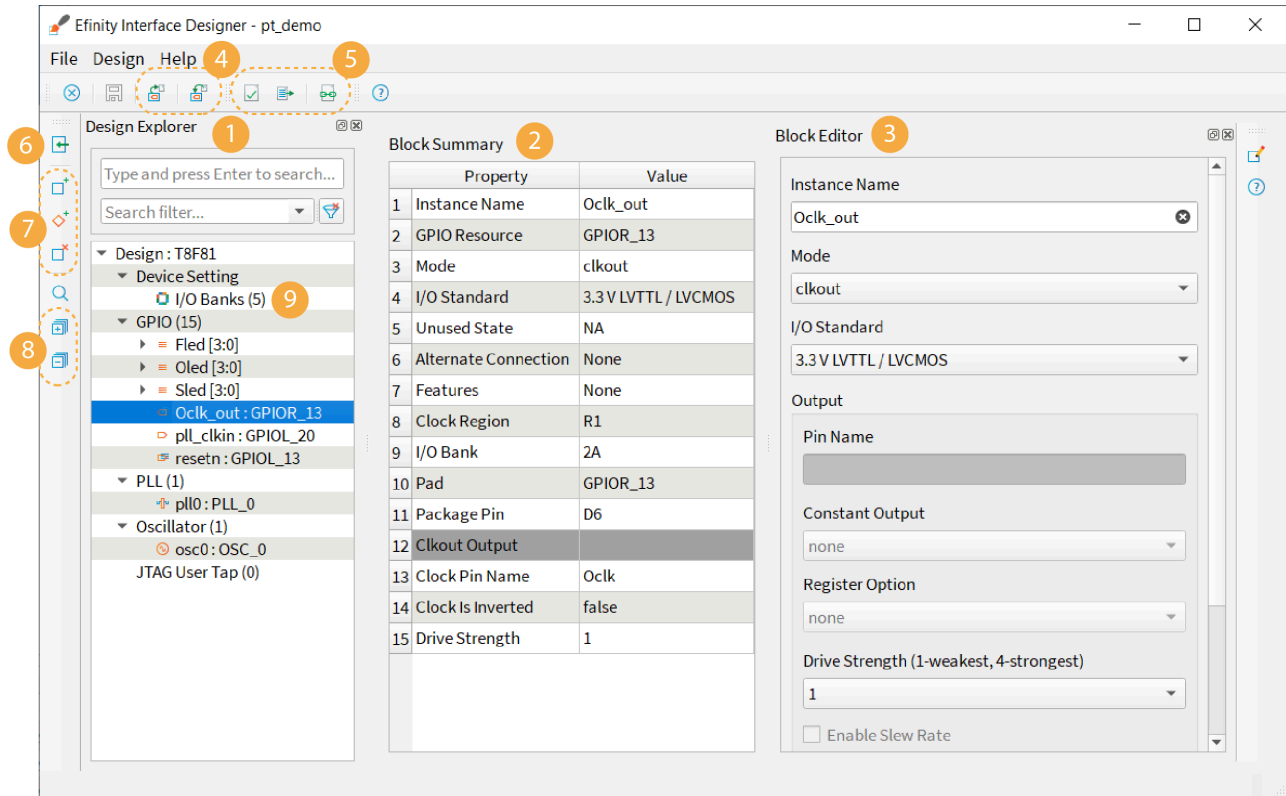 Efinity Interface Designer - pt_demo
File Design Help
4
5
6
7
8
Design Explorer
1
Type and press Enter to search...
Search filter...
Design : T8F81
Device Setting
I/O Banks (5)
9
GPIO (15)
Fled [3:0]
Oled [3:0]
Sled [3:0]
Oclk_out : GPIOR_13
pll_clkin : GPIOL_20
resetn : GPIOL_13
PLL (1)
pll0 : PLL_0
Oscillator (1)
osc0 : OSC_0
JTAG User Tap (0)
Block Summary
2
Property Value
1 Instance Name Oclk_out
2 GPIO Resource GPIOR_13
3 Mode clkout
4 I/O Standard 3.3 V LVTTL / LVCMOS
5 Unused State NA
6 Alternate Connection None
7 Features None
8 Clock Region R1
9 I/O Bank 2A
10 Pad GPIOR_13
11 Package Pin D6
12 Clkout Output
13 Clock Pin Name Oclk
14 Clock Is Inverted false
15 Drive Strength 1
Block Editor
3
Instance Name
Oclk_out
Mode
clkout
I/O Standard
3.3 V LVTTL / LVCMOS
Output
Pin Name
Constant Output
none
Register Option
none
Drive Strength (1-weakest, 4-strongest)
1
Enable Slew Rate